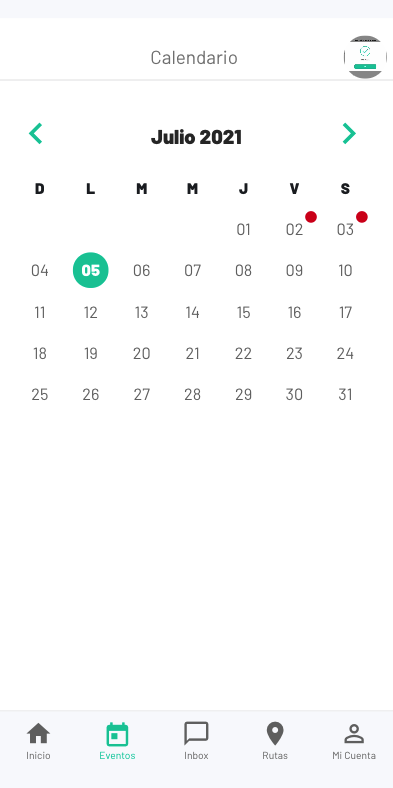 Calendario
Julio 2021
D L M M J V S
01 02 03
04 05 06 07 08 09 10
11 12 13 14 15 16 17
18 19 20 21 22 23 24
25 26 27 28 29 30 31
Inicio Eventos Inbox Rutas Mi Cuenta